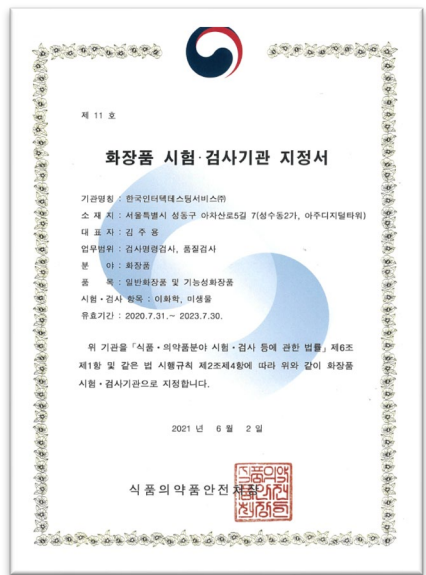 제 11 호
화장품 시험·검사기관 지정서
기관명칭 : 한국인터텍테스팅서비스㈜
소 재 지 : 서울특별시 성동구 아차산로5길 7(성수동2가, 아주디지털타워)
대 표 자 : 김 주 용
업무범위 : 검사명령검사, 품질검사
분 야 : 화장품
품 목 : 일반화장품 및 기능성화장품
시험·검사 항목 : 이화학, 미생물
유효기간 : 2020.7.31.~ 2023.7.30.
위 기관을「식품·의약품분야 시험·검사 등에 관한 법률」제6조
제1항 및 같은 법 시행규칙 제2조제4항에 따라 위와 같이 화장품
시험·검사기관으로 지정합니다.
2021 년 6 월 2 일
식품의약품안전처장